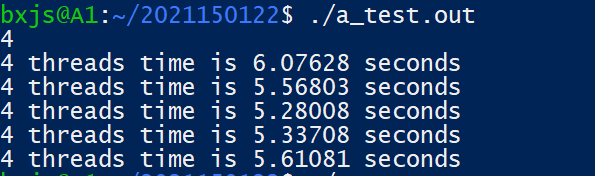 bxjs@A1:~/2021150122$ ./a_test.out
4
4 threads time is 6.07628 seconds
4 threads time is 5.56803 seconds
4 threads time is 5.28008 seconds
4 threads time is 5.33708 seconds
4 threads time is 5.61081 seconds